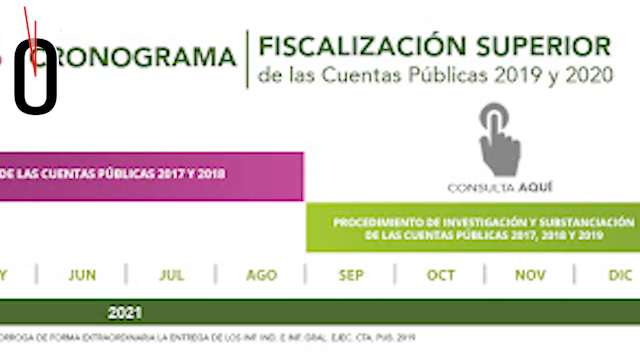 CRONOGRAMA
FISCALIZACIÓN SUPERIOR
de las Cuentas Públicas 2019 y 2020
0
CONSULTA AQUÍ
DE LAS CUENTAS PÚBLICAS 2017 Y 2018
PROCEDIMIENTO DE INVESTIGACIÓN Y SUBSTANCIACIÓN
DE LAS CUENTAS PÚBLICAS 2017, 2018 Y 2019
Y | JUN | JUL | AGO | SEP | OCT | NOV | DIC
2021
ORROGA DE FORMA EXTRAORDINARIA LA ENTREGA DE LOS INF. IND. E INF. GRAL. EJEC. CTA. PUB. 2019